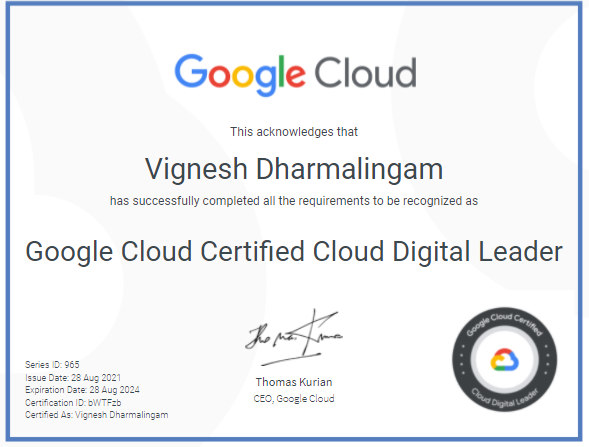 Google Cloud
This acknowledges that
Vignesh Dharmalingam
has successfully completed all the requirements to be recognized as
Google Cloud Certified Cloud Digital Leader
Thomas Kurian
CEO, Google Cloud
Series ID: 965
Issue Date: 28 Aug 2021
Expiration Date: 28 Aug 2024
Certification ID: bWTFzb
Certified As: Vignesh Dharmalingam
Google Cloud Certified
Cloud Digital Leader